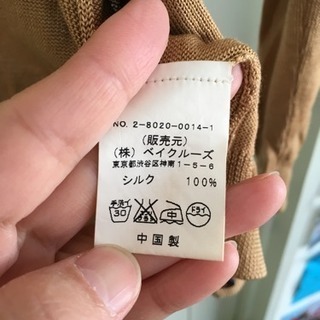 NO. 2-8020-0014-1
(販売元)
(株) ベイクルーズ
東京都渋谷区神南1-5-6
シルク 100%
手洗イ 30 中 ドライ
中国製